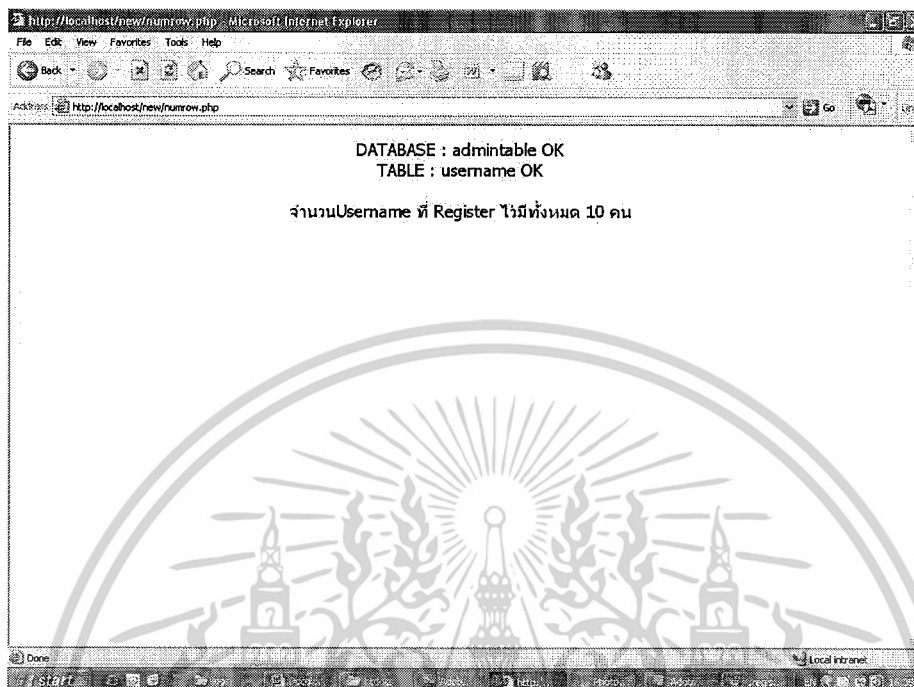 http://localhost/new/numrow.php - Microsoft Internet Explorer
File Edit View Favorites Tools Help
Back Search Favorites
Address http://localhost/new/numrow.php Go
DATABASE : admintable OK
TABLE : username OK
จำนวนUsername ที่ Register ไว้มีทั้งหมด 10 คน
Done Local intranet
start